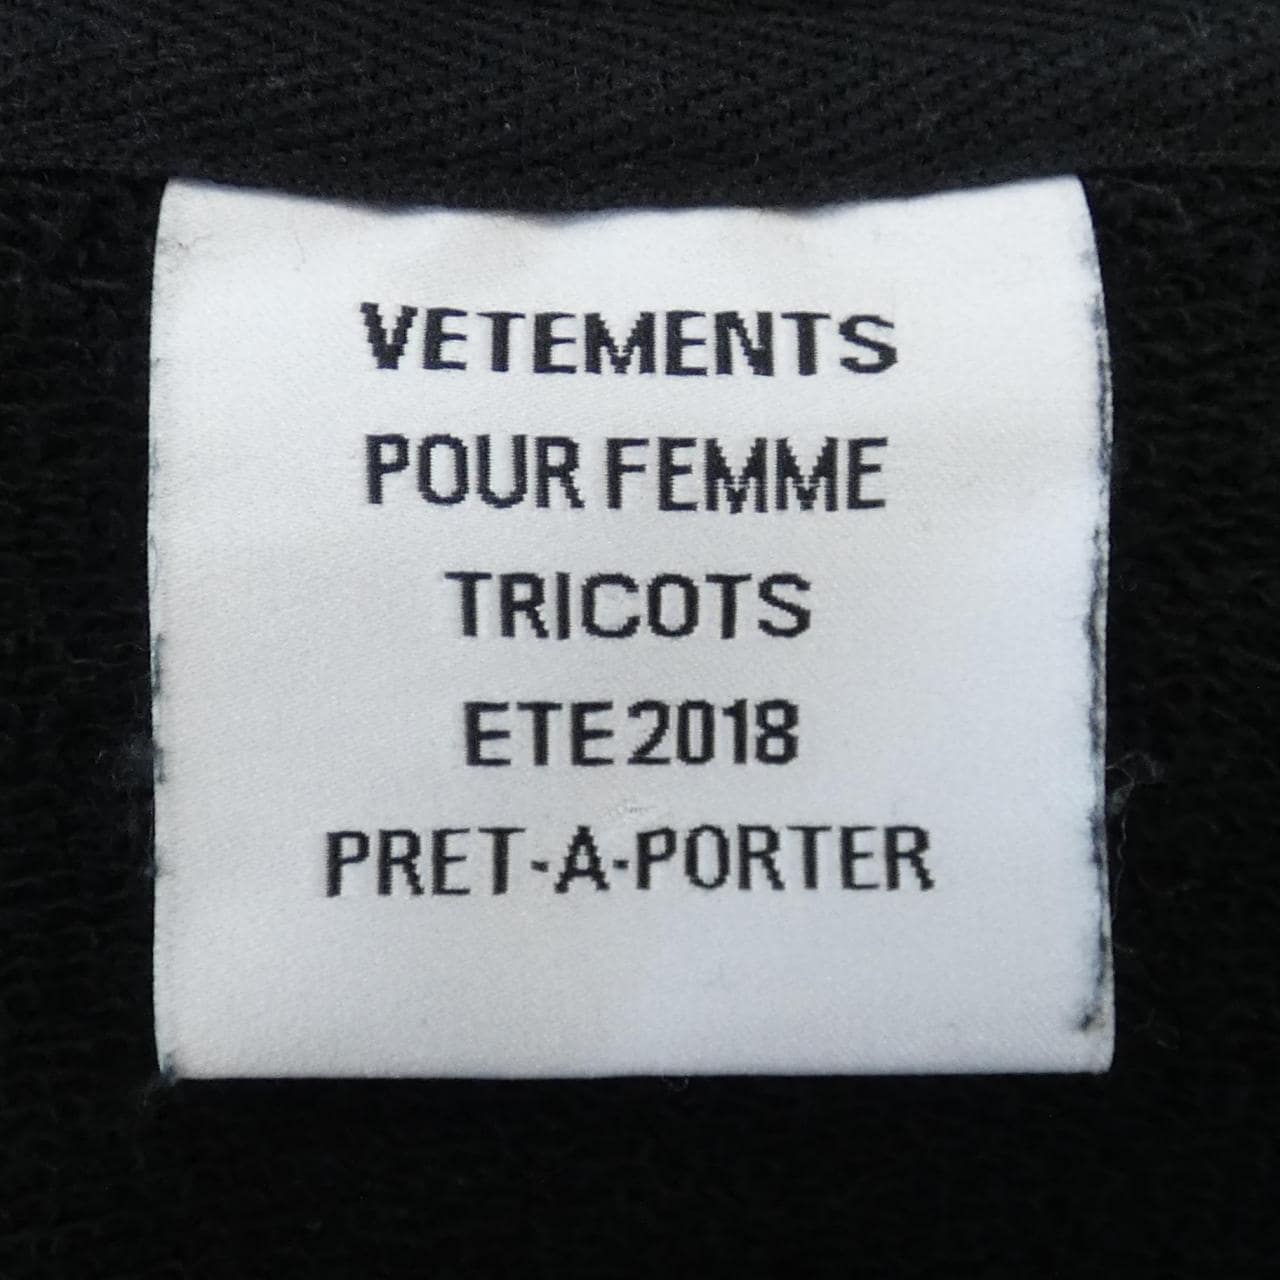 VETEMENTS
POUR FEMME
TRICOTS
ETE 2018
PRET-A-PORTER